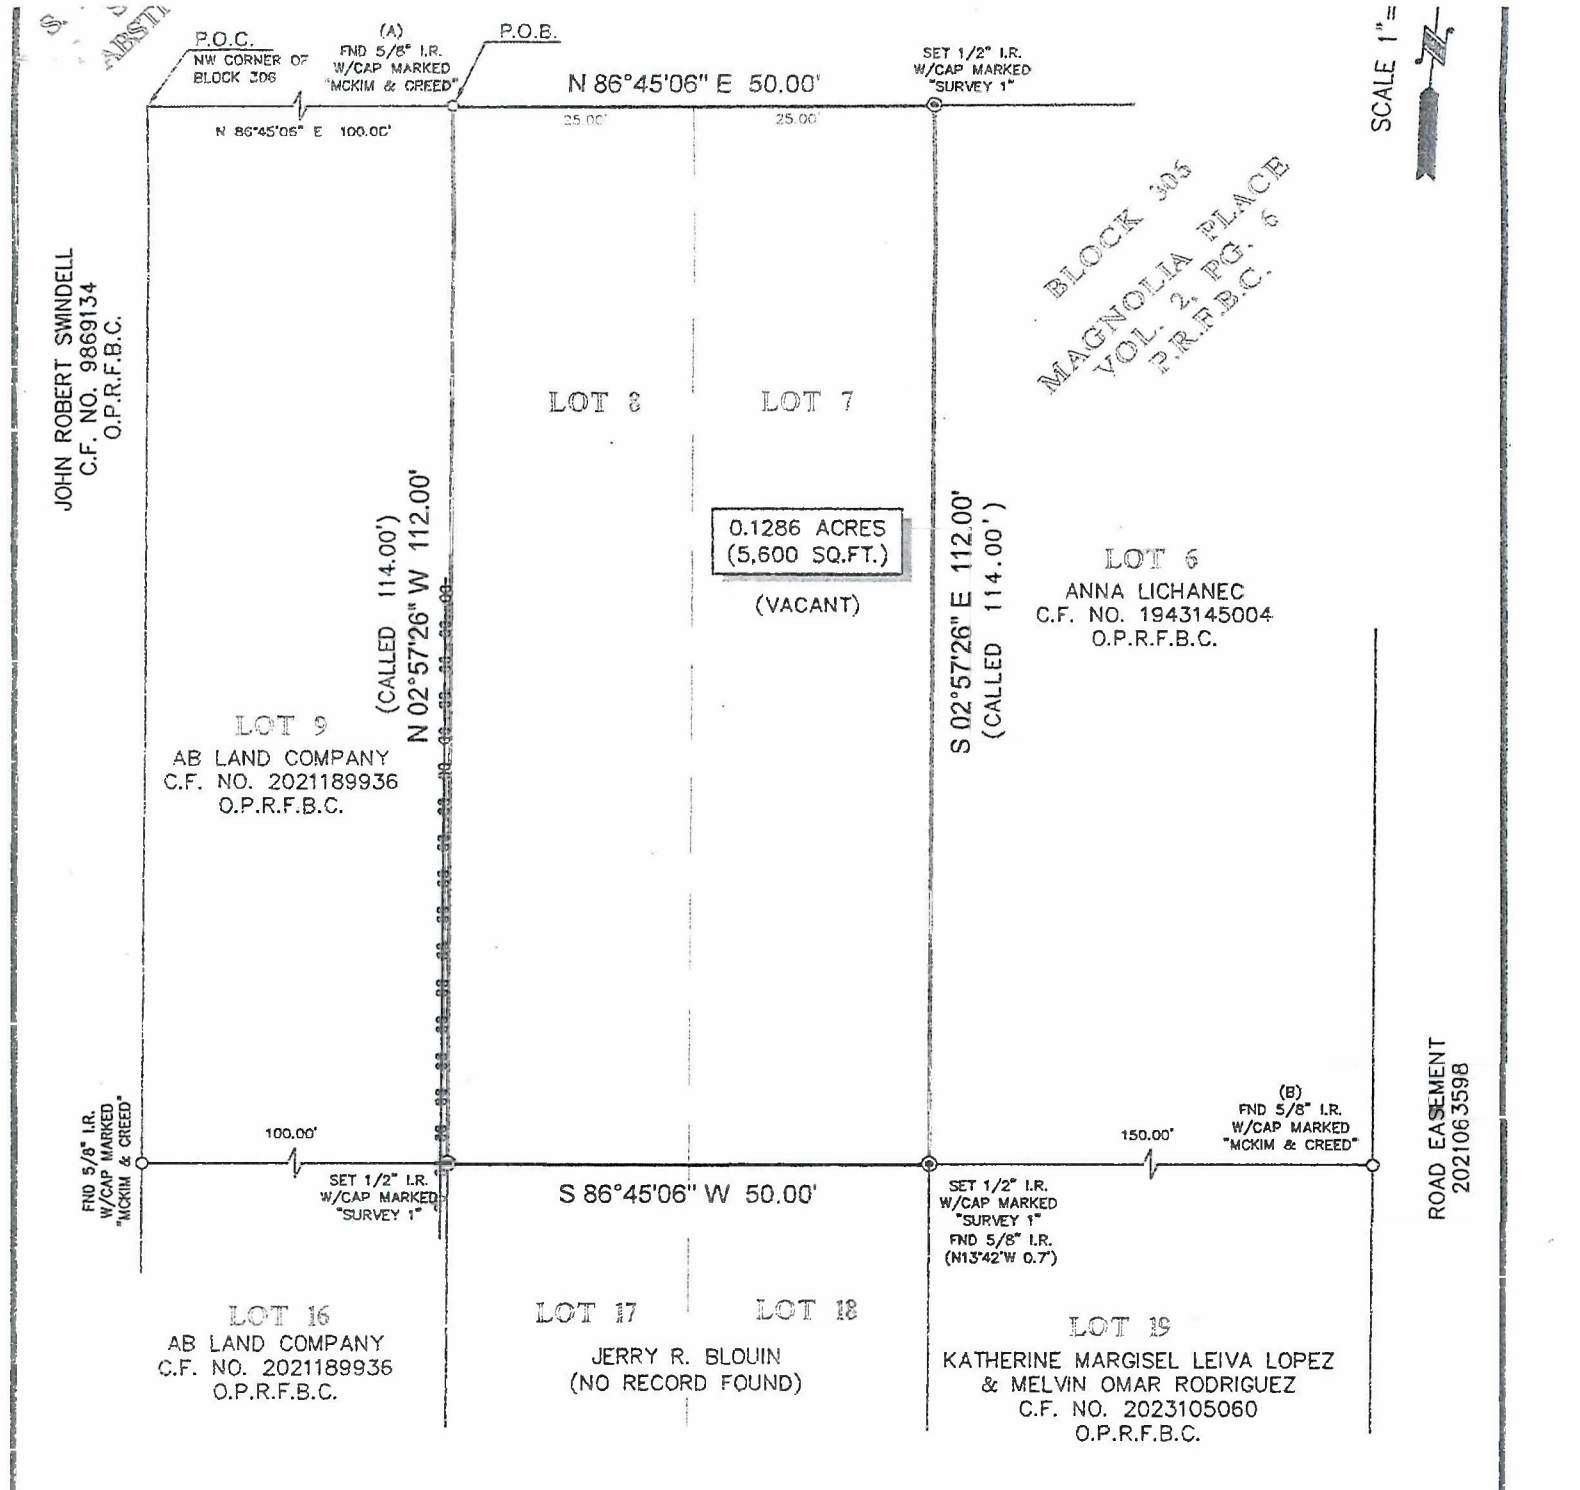 S.
S
ABST
P.O.C.
NW CORNER OF
BLOCK 306
(A)
FND 5/8" I.R.
W/CAP MARKED
"MCKIM & CREED"
P.O.B.
N 86°45'06" E 50.00'
SET 1/2" I.R.
W/CAP MARKED
"SURVEY 1"
SCALE 1"=
N 86°45'06" E 100.00'
25.00'
25.00'
BLOCK 306
MAGNOLIA PLACE
VOL. 2, PG. 6
P.R.F.B.C.
JOHN ROBERT SWINDELL
C.F. NO. 9869134
O.P.R.F.B.C.
LOT 8
LOT 7
(CALLED 114.00')
N 02°57'26" W 112.00'
0.1286 ACRES
(5,600 SQ.FT.)
(VACANT)
S 02°57'26" E 112.00'
(CALLED 114.00')
LOT 6
ANNA LICHANEC
C.F. NO. 1943145004
O.P.R.F.B.C.
LOT 9
AB LAND COMPANY
C.F. NO. 2021189936
O.P.R.F.B.C.
FND 5/8" I.R.
W/CAP MARKED
"MCKIM & CREED"
100.00'
SET 1/2" I.R.
W/CAP MARKED
"SURVEY 1"
S 86°45'06" W 50.00'
150.00'
(B)
FND 5/8" I.R.
W/CAP MARKED
"MCKIM & CREED"
SET 1/2" I.R.
W/CAP MARKED
"SURVEY 1"
FND 5/8" I.R.
(N13°42'W 0.7')
ROAD EASEMENT
2021063598
LOT 16
AB LAND COMPANY
C.F. NO. 2021189936
O.P.R.F.B.C.
LOT 17
LOT 18
JERRY R. BLOUIN
(NO RECORD FOUND)
LOT 19
KATHERINE MARGISEL LEIVA LOPEZ
& MELVIN OMAR RODRIGUEZ
C.F. NO. 2023105060
O.P.R.F.B.C.